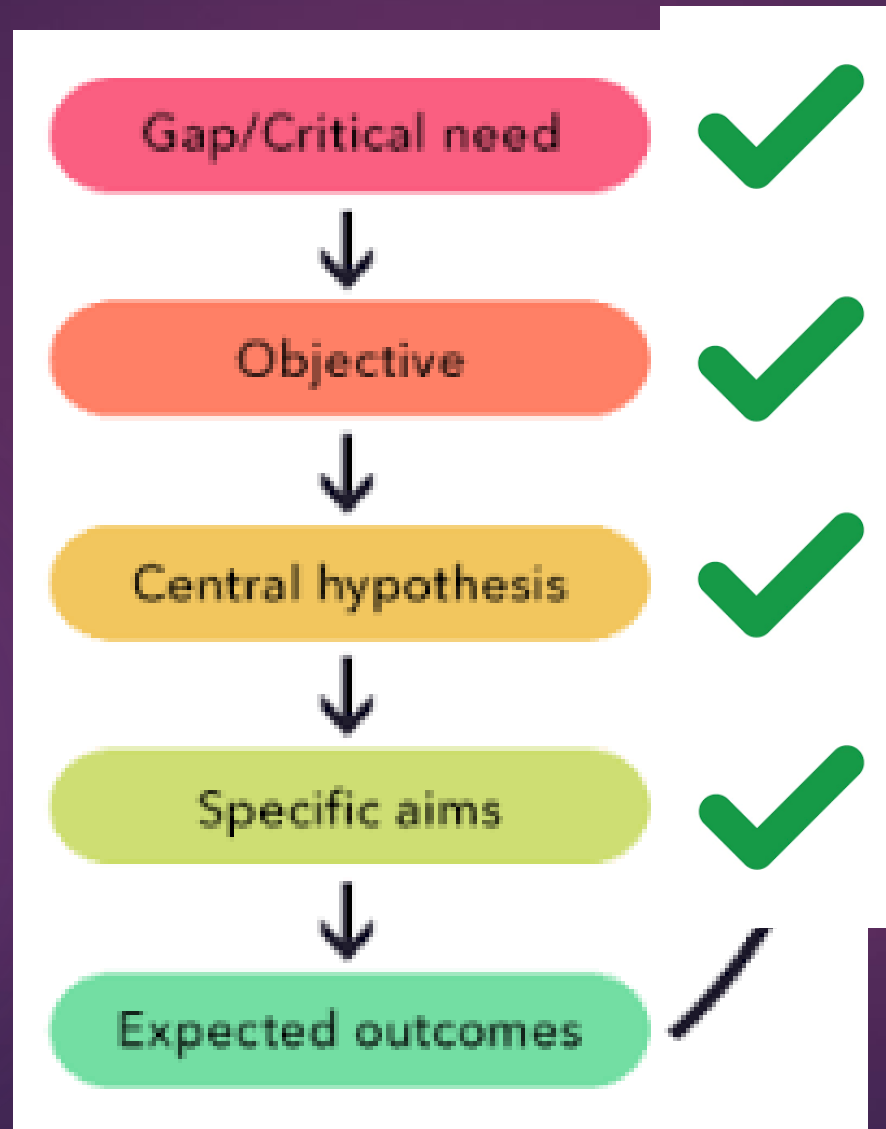 Gap/Critical need
Objective
Central hypothesis
Specific aims
Expected outcomes